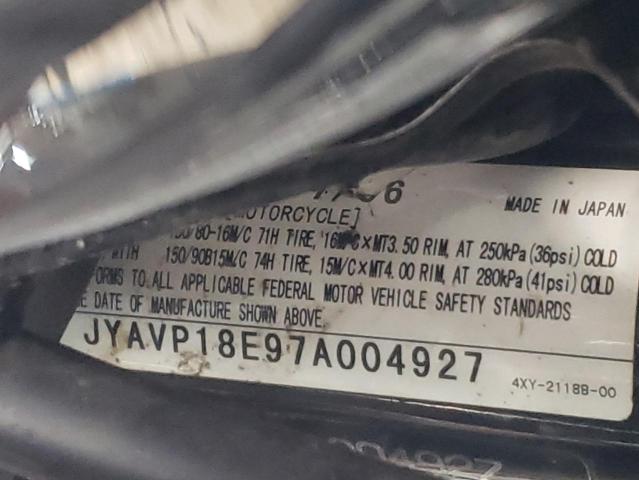 MADE IN JAPAN
MOTORCYCLE]
80-16M/C 71H TIRE, 16M/C×MT3.50 RIM, AT 250kPa(36psi)COLD
WITH 150/90B15M/C 74H TIRE, 15M/C×MT4.00 RIM, AT 280kPa(41psi)COLD
TO ALL APPLICABLE FEDERAL MOTOR VEHICLE SAFETY STANDARDS
DATE OF MANUFACTURE SHOWN ABOVE.
JYAVP18E97A004927
4XY-2118B-00
004927